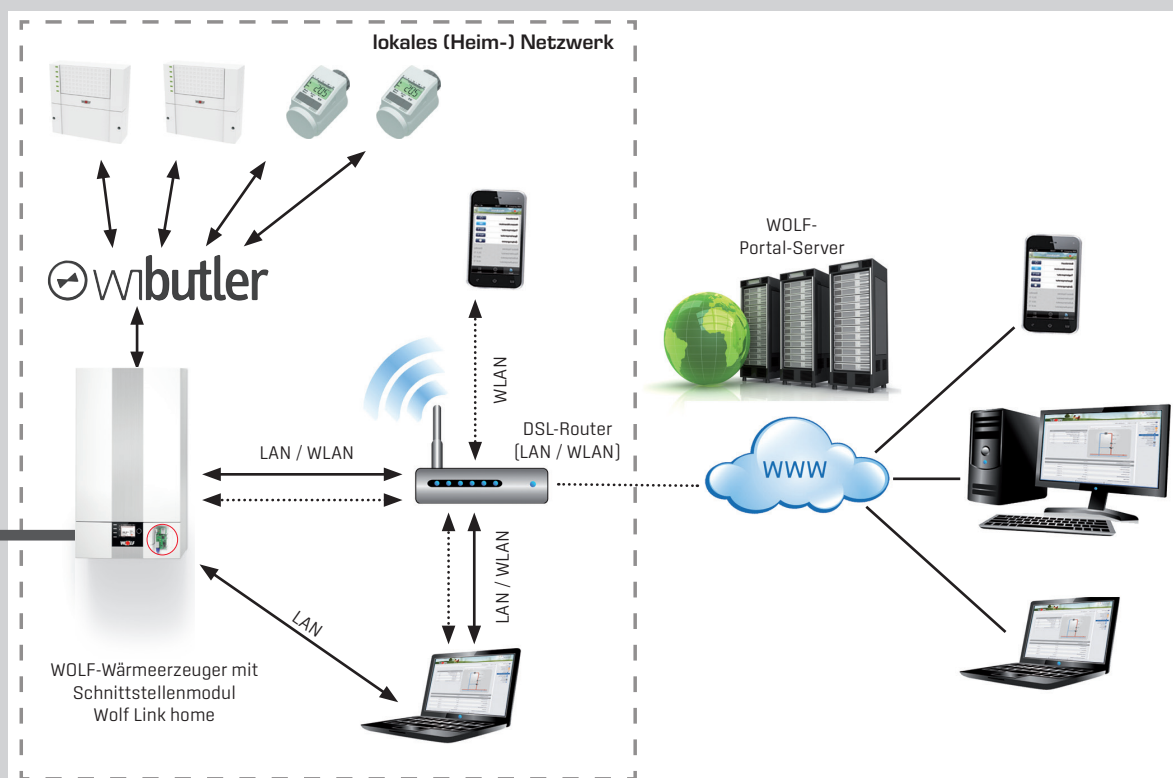 lokales (Heim-) Netzwerk
wibutler
WOLF-
Portal-Server
WLAN
DSL-Router
(LAN / WLAN)
LAN / WLAN
WWW
LAN / WLAN
LAN
WOLF-Wärmeerzeuger mit
Schnittstellenmodul
Wolf Link home